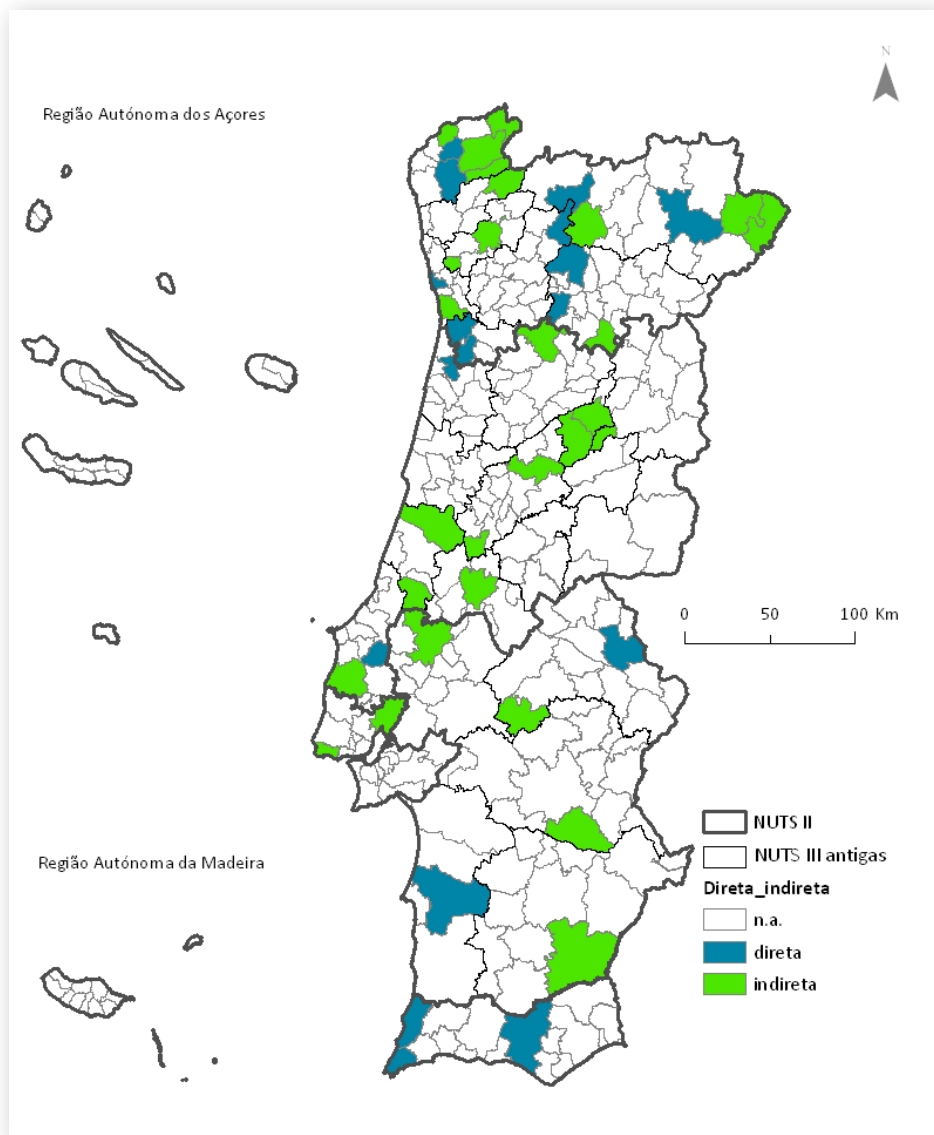 N
Região Autónoma dos Açores
0 50 100 Km
NUTS II
NUTS III antigas
Direta_indireta
n.a.
direta
indireta
Região Autónoma da Madeira